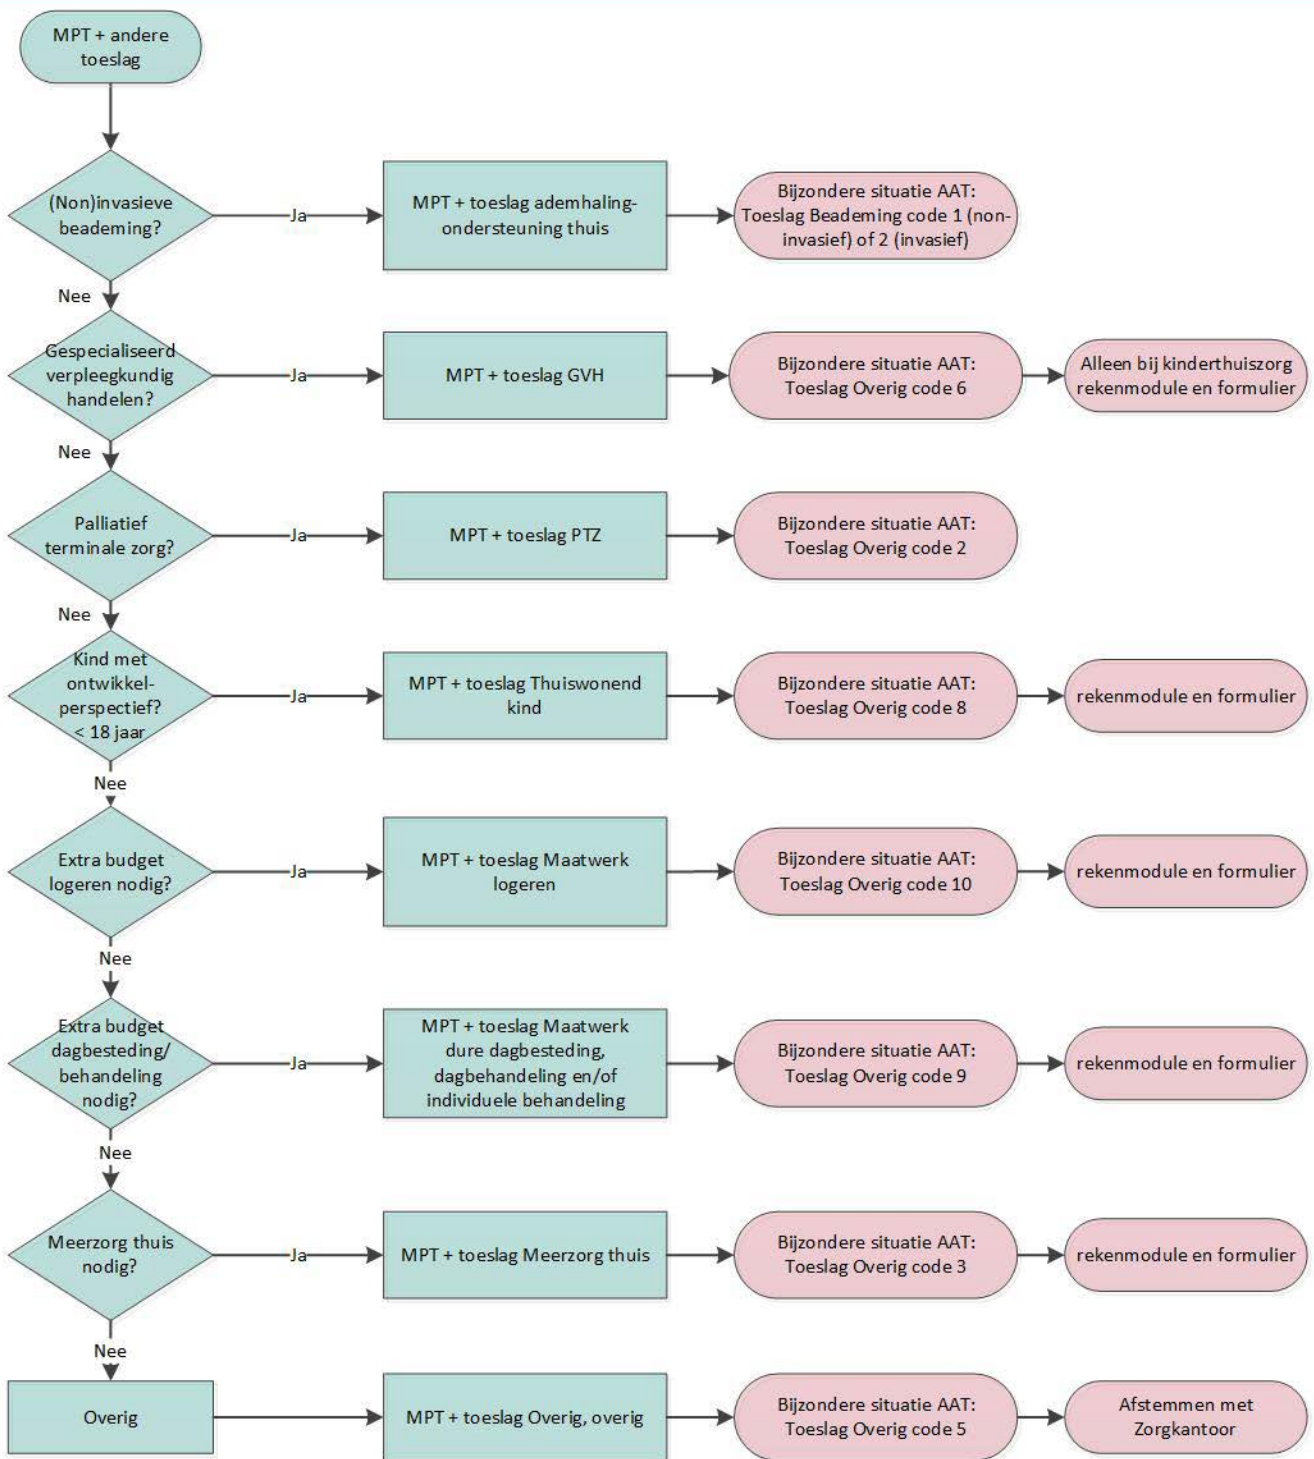 MPT + andere
toeslag
(Non)invasieve
beademing?
Ja
MPT + toeslag ademhaling-
ondersteuning thuis
Bijzondere situatie AAT:
Toeslag Beademing code 1 (non-
invasief) of 2 (invasief)
Nee
Gespecialiseerd
verpleegkundig
handelen?
Ja
MPT + toeslag GVH
Bijzondere situatie AAT:
Toeslag Overig code 6
Alleen bij kinderthuiszorg
rekenmodule en formulier
Nee
Palliatief
terminale zorg?
Ja
MPT + toeslag PTZ
Bijzondere situatie AAT:
Toeslag Overig code 2
Nee
Kind met
ontwikkel-
perspectief?
< 18 jaar
Ja
MPT + toeslag Thuiswonend
kind
Bijzondere situatie AAT:
Toeslag Overig code 8
rekenmodule en formulier
Nee
Extra budget
logeren nodig?
Ja
MPT + toeslag Maatwerk
logeren
Bijzondere situatie AAT:
Toeslag Overig code 10
rekenmodule en formulier
Nee
Extra budget
dagbesteding/
behandeling
nodig?
Ja
MPT + toeslag Maatwerk
dure dagbesteding,
dagbehandeling en/of
individuele behandeling
Bijzondere situatie AAT:
Toeslag Overig code 9
rekenmodule en formulier
Nee
Meerzorg thuis
nodig?
Ja
MPT + toeslag Meerzorg thuis
Bijzondere situatie AAT:
Toeslag Overig code 3
rekenmodule en formulier
Nee
Overig
MPT + toeslag Overig, overig
Bijzondere situatie AAT:
Toeslag Overig code 5
Afstemmen met
Zorgkantoor